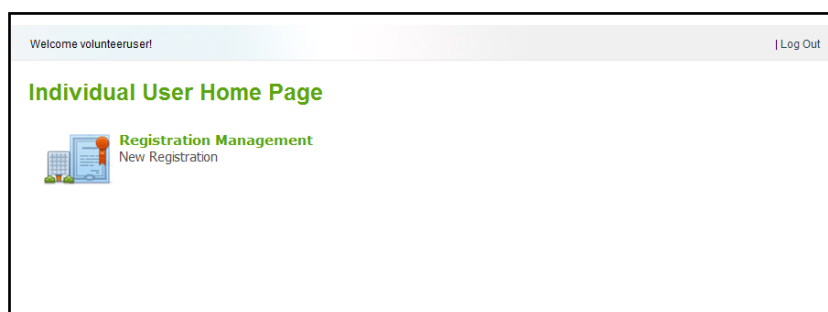 Welcome volunteeruser! | Log Out
Individual User Home Page
Registration Management
New Registration